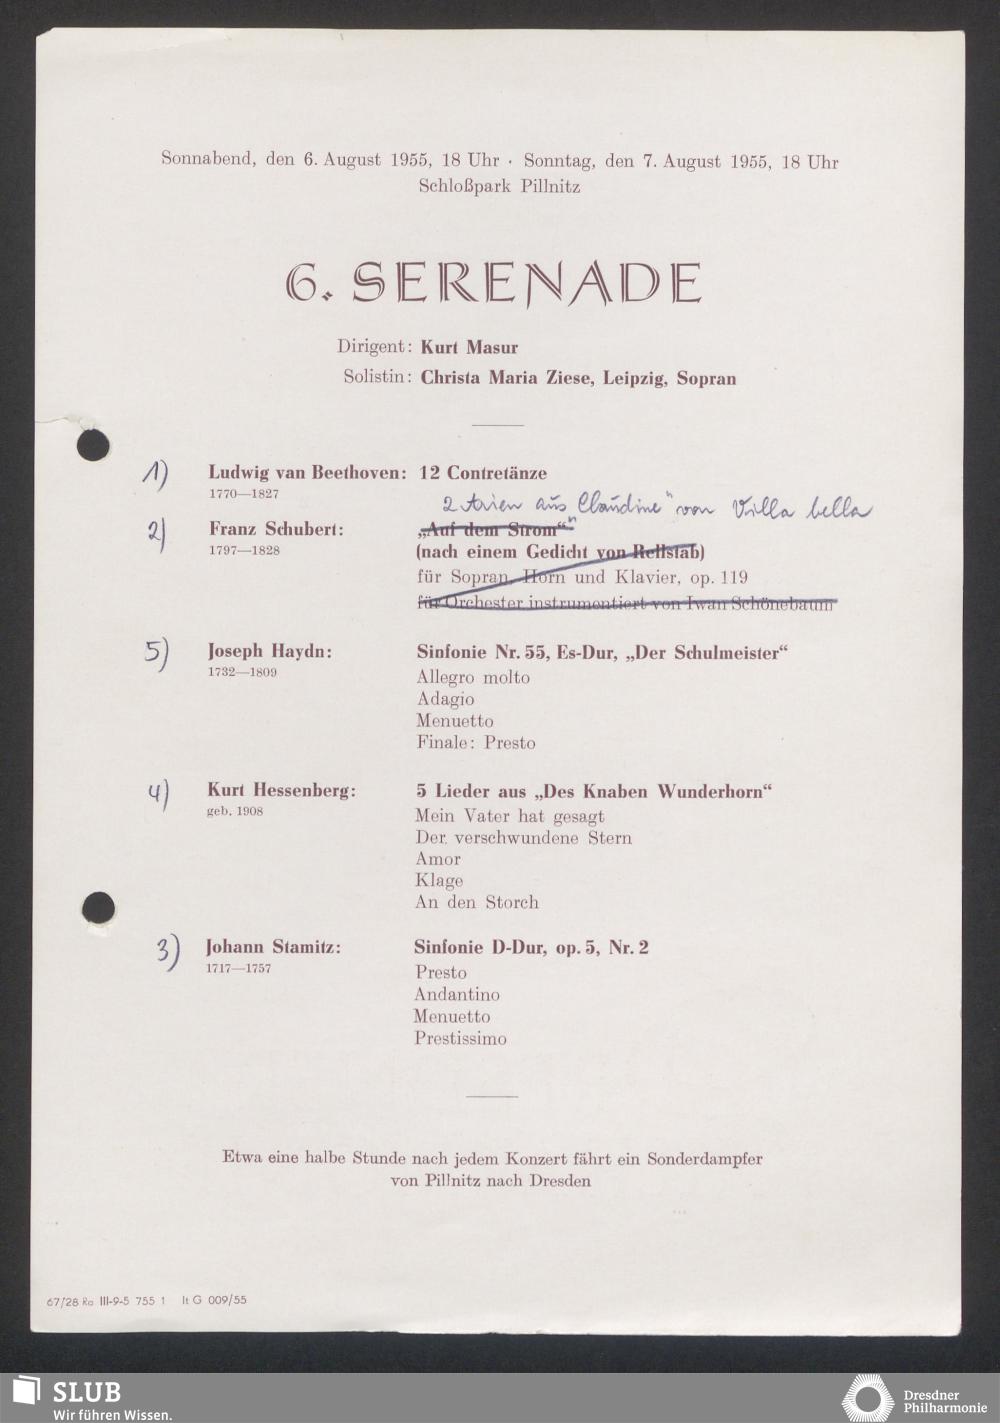 Sonnabend, den 6. August 1955, 18 Uhr · Sonntag, den 7. August 1955, 18 Uhr
Schloßpark Pillnitz
6. SERENADE
Dirigent: Kurt Masur
Solistin: Christa Maria Ziese, Leipzig, Sopran
1) Ludwig van Beethoven: 12 Contretänze
1770—1827
2 Arien aus „Claudine" von Villa bella
2) Franz Schubert: „Auf dem Strom“
1797—1828
(nach einem Gedicht von Rellstab)
für Sopran, Horn und Klavier, op. 119
für Orchester instrumentiert von Iwan Schönebaum
5) Joseph Haydn: Sinfonie Nr. 55, Es-Dur, „Der Schulmeister“
1732—1809
Allegro molto
Adagio
Menuetto
Finale: Presto
4) Kurt Hessenberg: 5 Lieder aus „Des Knaben Wunderhorn“
geb. 1908
Mein Vater hat gesagt
Der verschwundene Stern
Amor
Klage
An den Storch
3) Johann Stamitz: Sinfonie D-Dur, op. 5, Nr. 2
1717—1757
Presto
Andantino
Menuetto
Prestissimo
Etwa eine halbe Stunde nach jedem Konzert fährt ein Sonderdampfer
von Pillnitz nach Dresden
67/28 Ra III-9-5 755 1 It G 009/55
SLUB
Wir führen Wissen.
Dresdner
Philharmonie